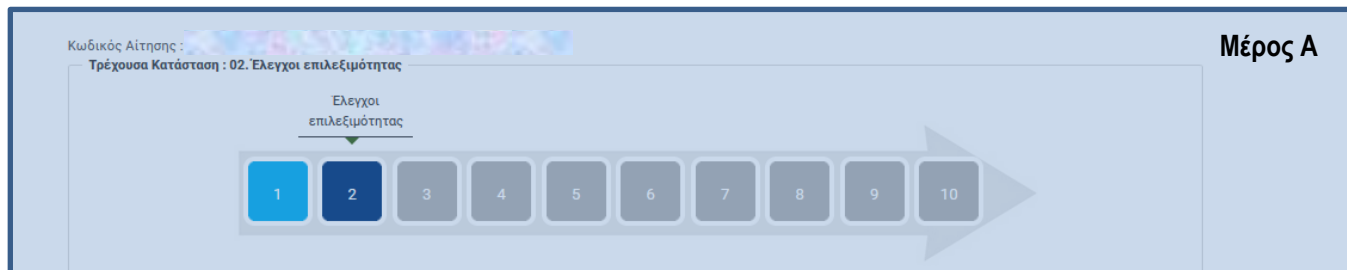 Κωδικός Αίτησης :
Μέρος Α
Τρέχουσα Κατάσταση : 02. Έλεγχοι επιλεξιμότητας
Έλεγχοι
επιλεξιμότητας
1 2 3 4 5 6 7 8 9 10